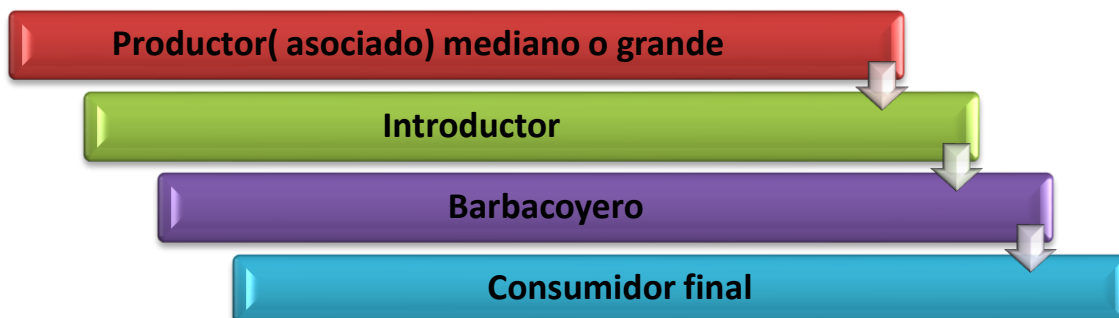 Productor( asociado) mediano o grande
Introductor
Barbacoyero
Consumidor final